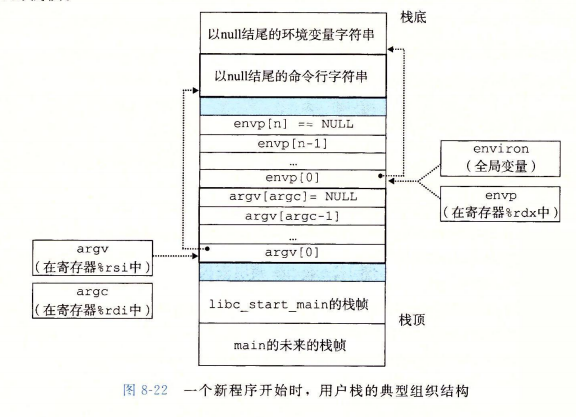 栈底
以null结尾的环境变量字符串
以null结尾的命令行字符串
envp[n] == NULL
envp[n-1]
…
envp[0]
argv[argc]= NULL
argv[argc-1]
…
argv[0]
environ
(全局变量)
envp
(在寄存器%rdx中)
argv
(在寄存器%rsi中)
argc
(在寄存器%rdi中)
libc_start_main的栈帧
栈顶
main的未来的栈帧
图 8-22 一个新程序开始时，用户栈的典型组织结构